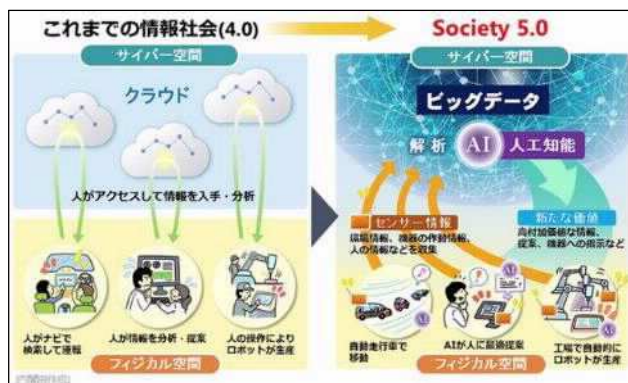 これまでの情報社会(4.0)
Society 5.0
サイバー空間
クラウド
人がアクセスして情報を入手・分析
人がナビで
検索して運転
人が情報を分析・提案
人の操作により
ロボットが生産
フィジカル空間
サイバー空間
ビッグデータ
解析 AI 人工知能
センサー情報
環境情報、機器の作動情報、
人の情報などを収集
新たな価値
高付加価値な情報、
提案、機器への指示など
自動走行車で
移動
AI
AIが人に最適提案
AI
工場で自動的に
ロボットが生産
AI
フィジカル空間